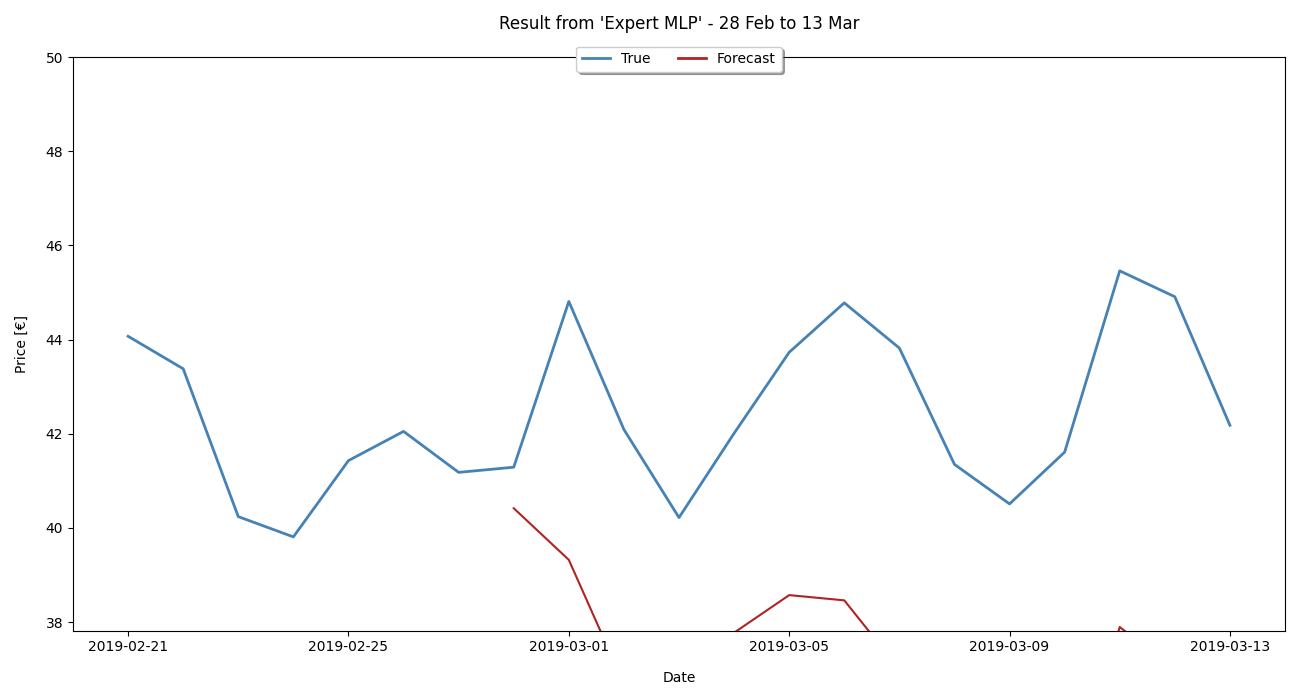 Result from 'Expert MLP' - 28 Feb to 13 Mar
True Forecast
50
48
46
44
42
40
38
Price [€]
2019-02-21 2019-02-25 2019-03-01 2019-03-05 2019-03-09 2019-03-13
Date